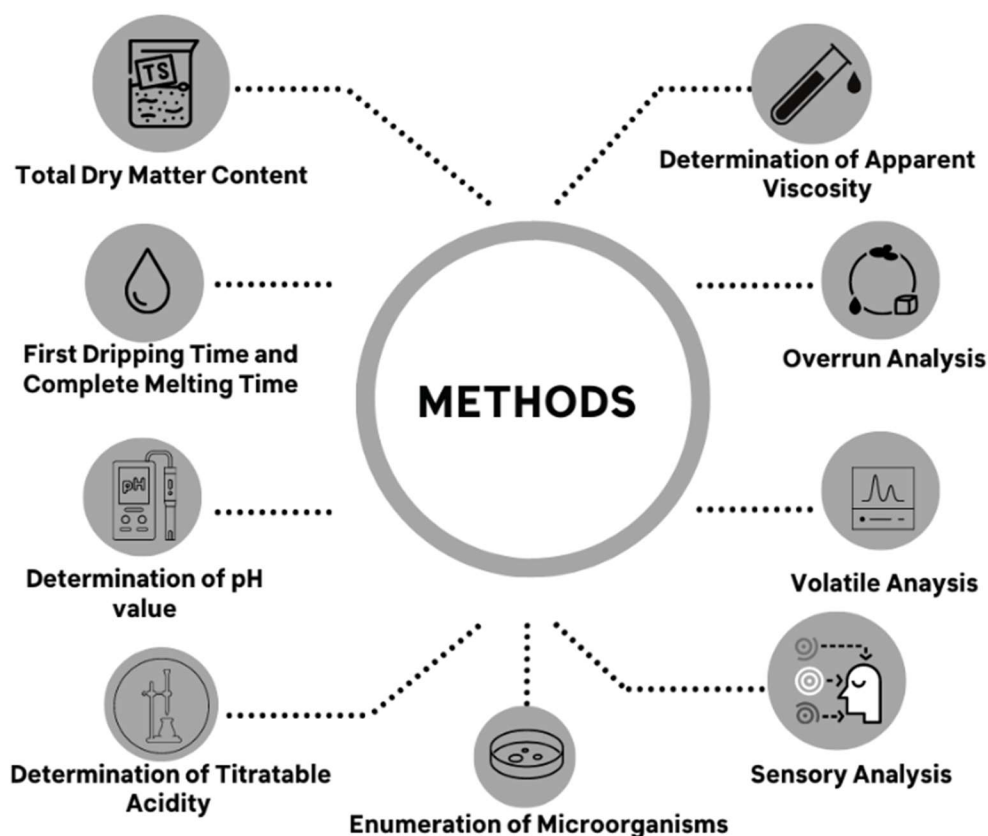 TS
Total Dry Matter Content
Determination of Apparent
Viscosity
First Dripping Time and
Complete Melting Time
Overrun Analysis
METHODS
pH
Determination of pH
value
Volatile Anaysis
Determination of Titratable
Acidity
Enumeration of Microorganisms
Sensory Analysis